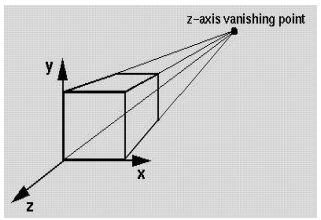 z-axis vanishing point
y
x
z